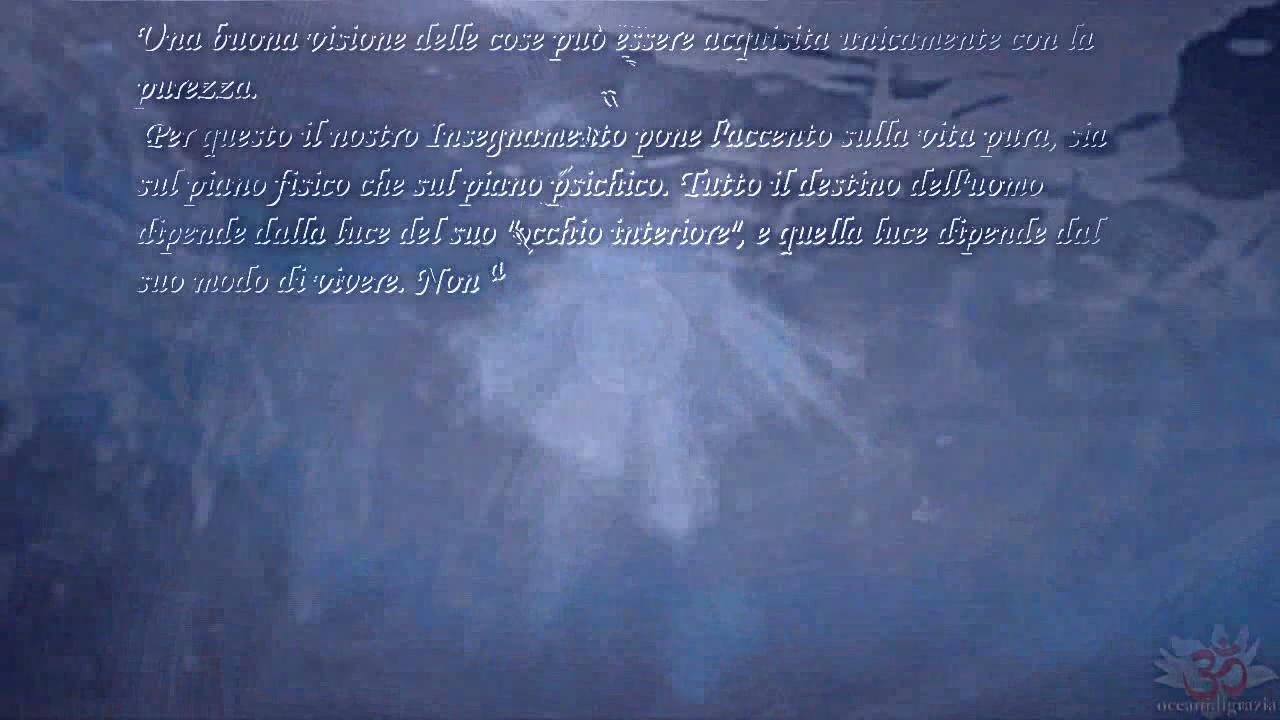 Una buona visione delle cose può essere acquisita unicamente con la
purezza.
Per questo il nostro Insegnamento pone l'accento sulla vita pura, sia
sul piano fisico che sul piano psichico. Tutto il destino dell'uomo
dipende dalla luce del suo "occhio interiore", e quella luce dipende dal
suo modo di vivere. Non a
ॐ
oceanodigrazia